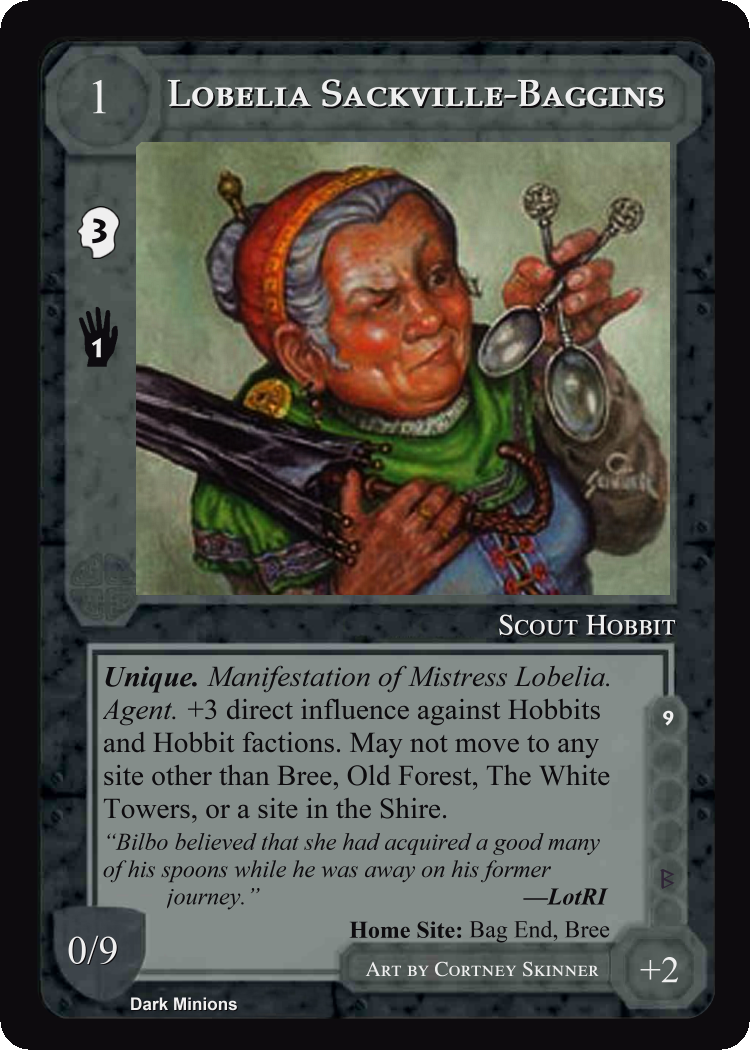 1
Lobelia Sackville-Baggins
3
1
Scout Hobbit
Unique. Manifestation of Mistress Lobelia.
Agent. +3 direct influence against Hobbits
and Hobbit factions. May not move to any
site other than Bree, Old Forest, The White
Towers, or a site in the Shire.
“Bilbo believed that she had acquired a good many
of his spoons while he was away on his former
journey.” —LotRI
9
B
Home Site: Bag End, Bree
0/9
Art by Cortney Skinner
+2
Dark Minions